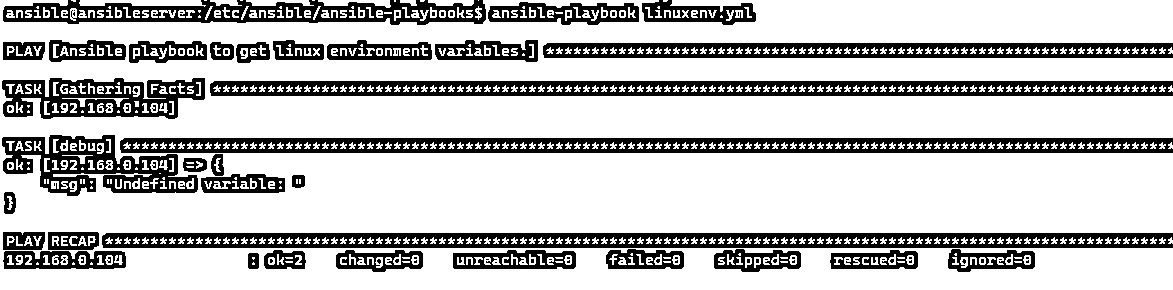 ansible@ansibleserver:/etc/ansible/ansible-playbooks$ ansible-playbook linuxenv.yml
PLAY [Ansible playbook to get linux environment variables.] **********************************************************************
TASK [Gathering Facts] ***********************************************************************************************************
ok: [192.168.0.104]
TASK [debug] *********************************************************************************************************************
ok: [192.168.0.104] => {
    "msg": "Undefined variable: "
}
PLAY RECAP ***********************************************************************************************************************
192.168.0.104              : ok=2    changed=0    unreachable=0    failed=0    skipped=0    rescued=0    ignored=0